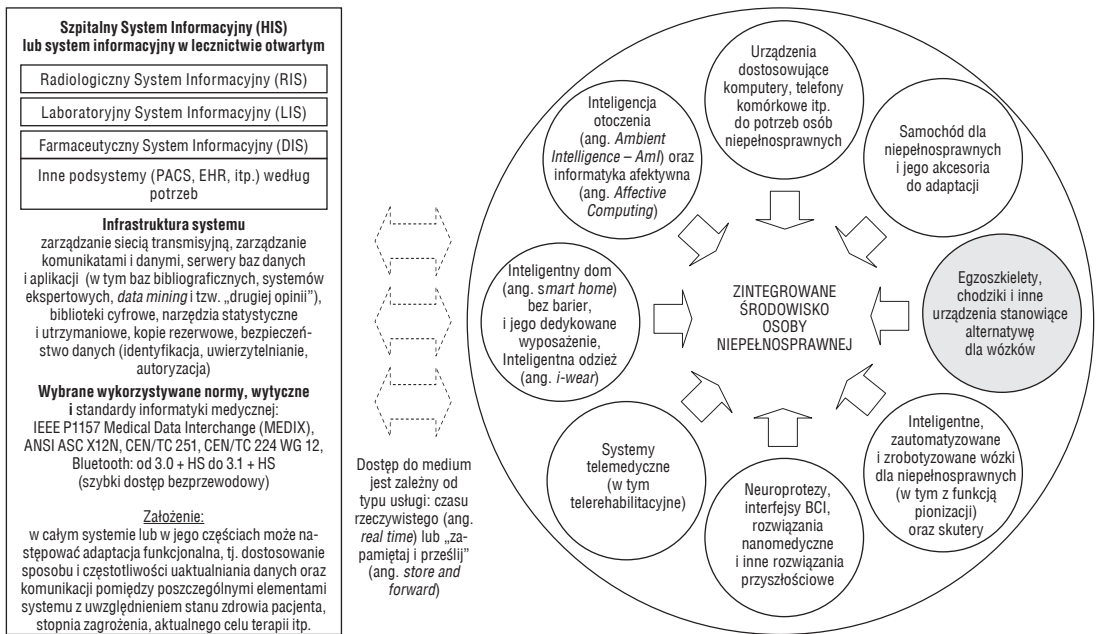 Szpitalny System Informacyjny (HIS)
lub system informacyjny w lecznictwie otwartym
Radiologiczny System Informacyjny (RIS)
Laboratoryjny System Informacyjny (LIS)
Farmaceutyczny System Informacyjny (DIS)
Inne podsystemy (PACS, EHR, itp.) według
potrzeb
Infrastruktura systemu
zarządzanie siecią transmisyjną, zarządzanie
komunikatami i danymi, serwery baz danych
i aplikacji (w tym baz bibliograficznych, systemów
ekspertowych, data mining i tzw. „drugiej opinii”),
biblioteki cyfrowe, narzędzia statystyczne
i utrzymaniowe, kopie rezerwowe, bezpieczeń-
stwo danych (identyfikacja, uwierzytelnianie,
autoryzacja)
Wybrane wykorzystywane normy, wytyczne
i standardy informatyki medycznej:
IEEE P1157 Medical Data Interchange (MEDIX),
ANSI ASC X12N, CEN/TC 251, CEN/TC 224 WG 12,
Bluetooth: od 3.0 + HS do 3.1 + HS
(szybki dostęp bezprzewodowy)
Założenie:
w całym systemie lub w jego częściach może na-
stępować adaptacja funkcjonalna, tj. dostosowanie
sposobu i częstotliwości uaktualniania danych oraz
komunikacji pomiędzy poszczególnymi elementami
systemu z uwzględnieniem stanu zdrowia pacjenta,
stopnia zagrożenia, aktualnego celu terapii itp.
Dostęp do medium
jest zależny od
typu usługi: czasu
rzeczywistego (ang.
real time) lub „za-
pamiętaj i prześlij”
(ang. store and
forward)
Urządzenia
dostosowujące
komputery, telefony
komórkowe itp.
do potrzeb osób
niepełnosprawnych
Inteligencja
otoczenia
(ang. Ambient
Intelligence – AmI) oraz
informatyka afektywna
(ang. Affective
Computing)
Samochód dla
niepełnosprawnych
i jego akcesoria
do adaptacji
Inteligentny dom
(ang. smart home)
bez barier,
i jego dedykowane
wyposażenie,
Inteligentna odzież
(ang. i-wear)
ZINTEGROWANE
ŚRODOWISKO
OSOBY
NIEPEŁNOSPRAWNEJ
Egzoszkielety,
chodziki i inne
urządzenia stanowiące
alternatywę
dla wózków
Systemy
telemedyczne
(w tym
telerehabilitacyjne)
Neuroprotezy,
interfejsy BCI,
rozwiązania
nanomedyczne
i inne rozwiązania
przyszłościowe
Inteligentne,
zautomatyzowane
i zrobotyzowane wózki
dla niepełnosprawnych
(w tym z funkcją
pionizacji)
oraz skutery